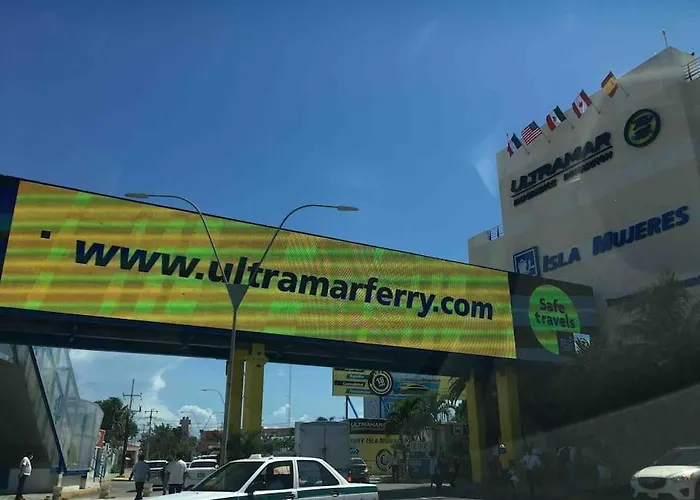 www.ultramarferry.com
ULTRAMAR
ISLA MUJERES
Safe
travels
ULTRAMAR